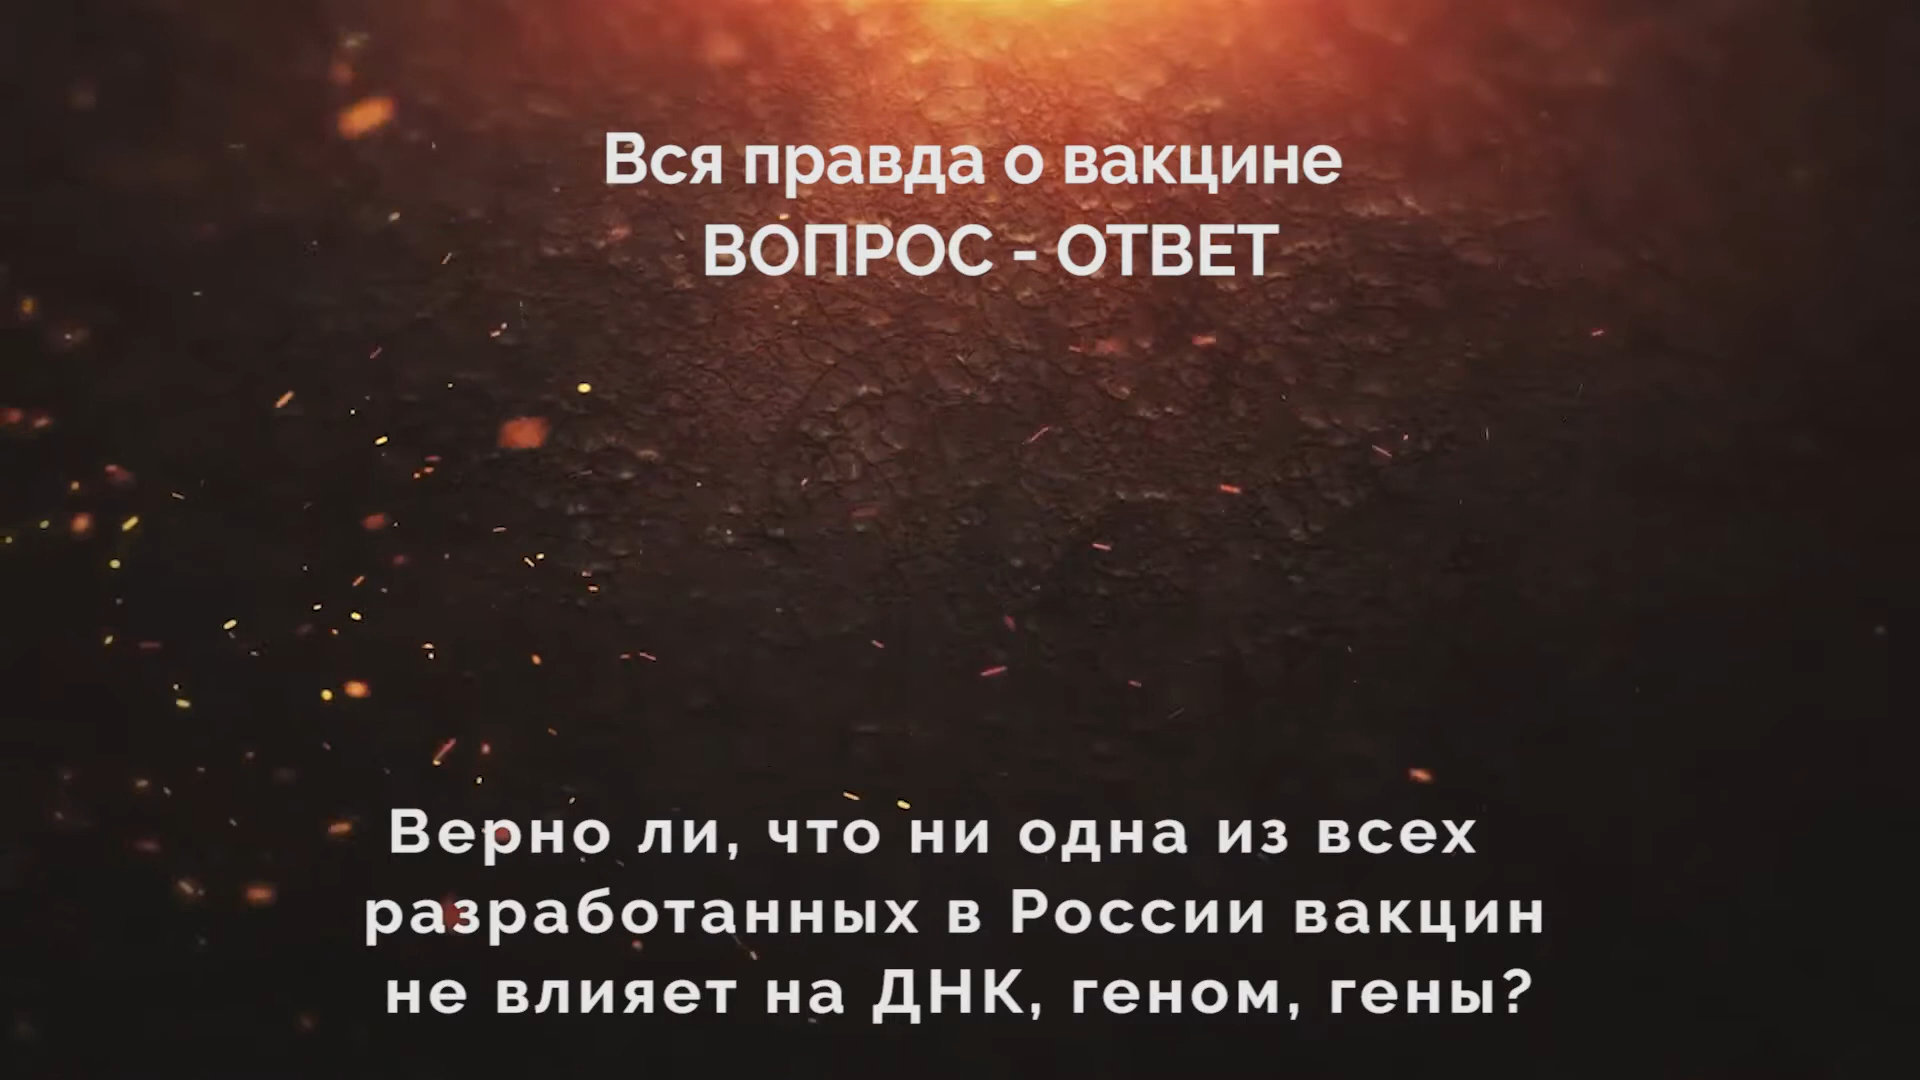 Вся правда о вакцине
ВОПРОС - ОТВЕТ
Верно ли, что ни одна из всех
разработанных в России вакцин
не влияет на ДНК, геном, гены?